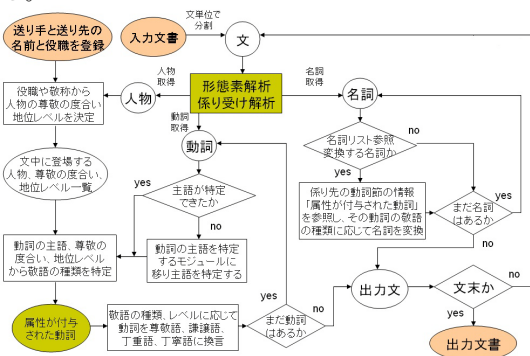 送り手と送り先の
名前と役職を登録
入力文書
文単位で
分割
文
役職や敬称から
人物の尊敬の度合い
地位レベルを決定
人物
人物
取得
形態素解析
係り受け解析
名詞
取得
名詞
動詞
取得
動詞
文中に登場する
人物、尊敬の度合い、
地位レベル一覧
名詞リスト参照
変換する名詞か
no
yes
主語が特定
できたか
yes
no
係り先の動詞節の情報
「属性が付与された動詞」
を参照し、その動詞の敬語
の種類に応じて名詞を変換
まだ名詞
はあるか
yes
no
動詞の主語、尊敬の
度合い、地位レベル
から敬語の種類を特定
動詞の主語を特定
するモジュールに
移り主語を特定する
属性が付与
された動詞
敬語の種類、レベルに応じて
動詞を尊敬語、謙譲語、
丁重語、丁寧語に換言
まだ動詞
はあるか
yes
no
出力文
文末か
no
yes
出力文書